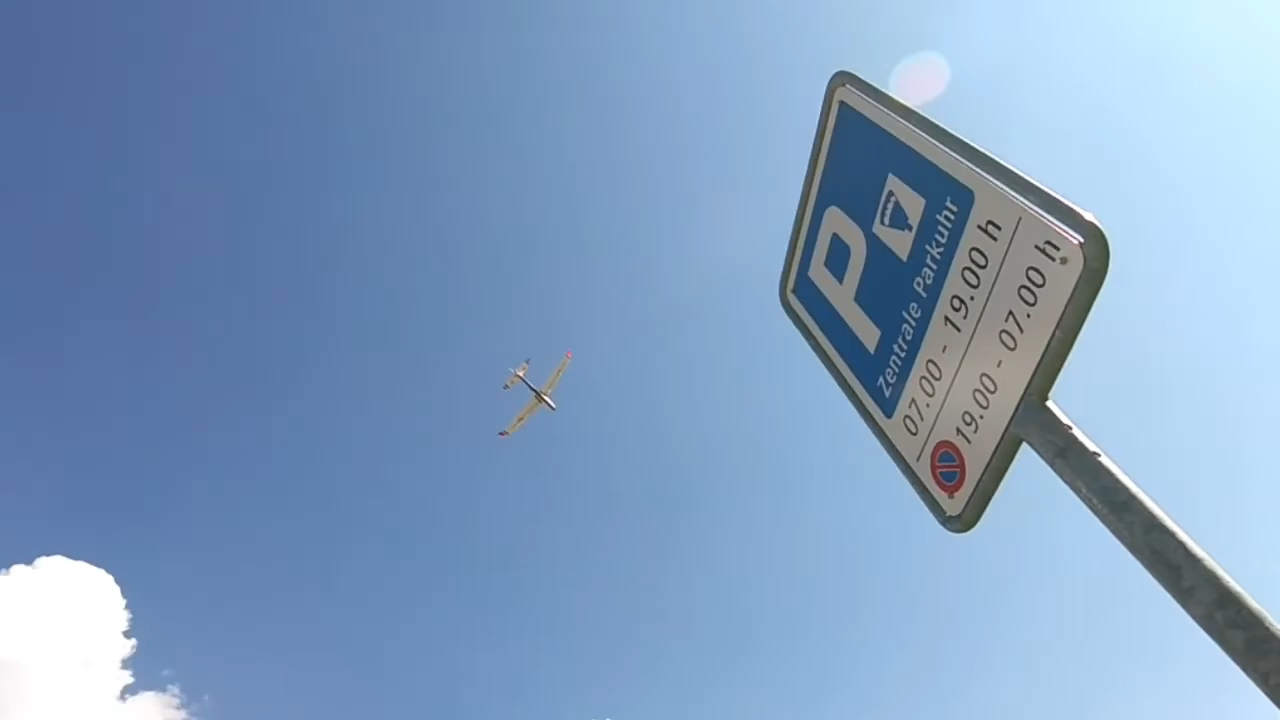 P
Zentrale Parkuhr
07.00 - 19.00 h
19.00 - 07.00 h